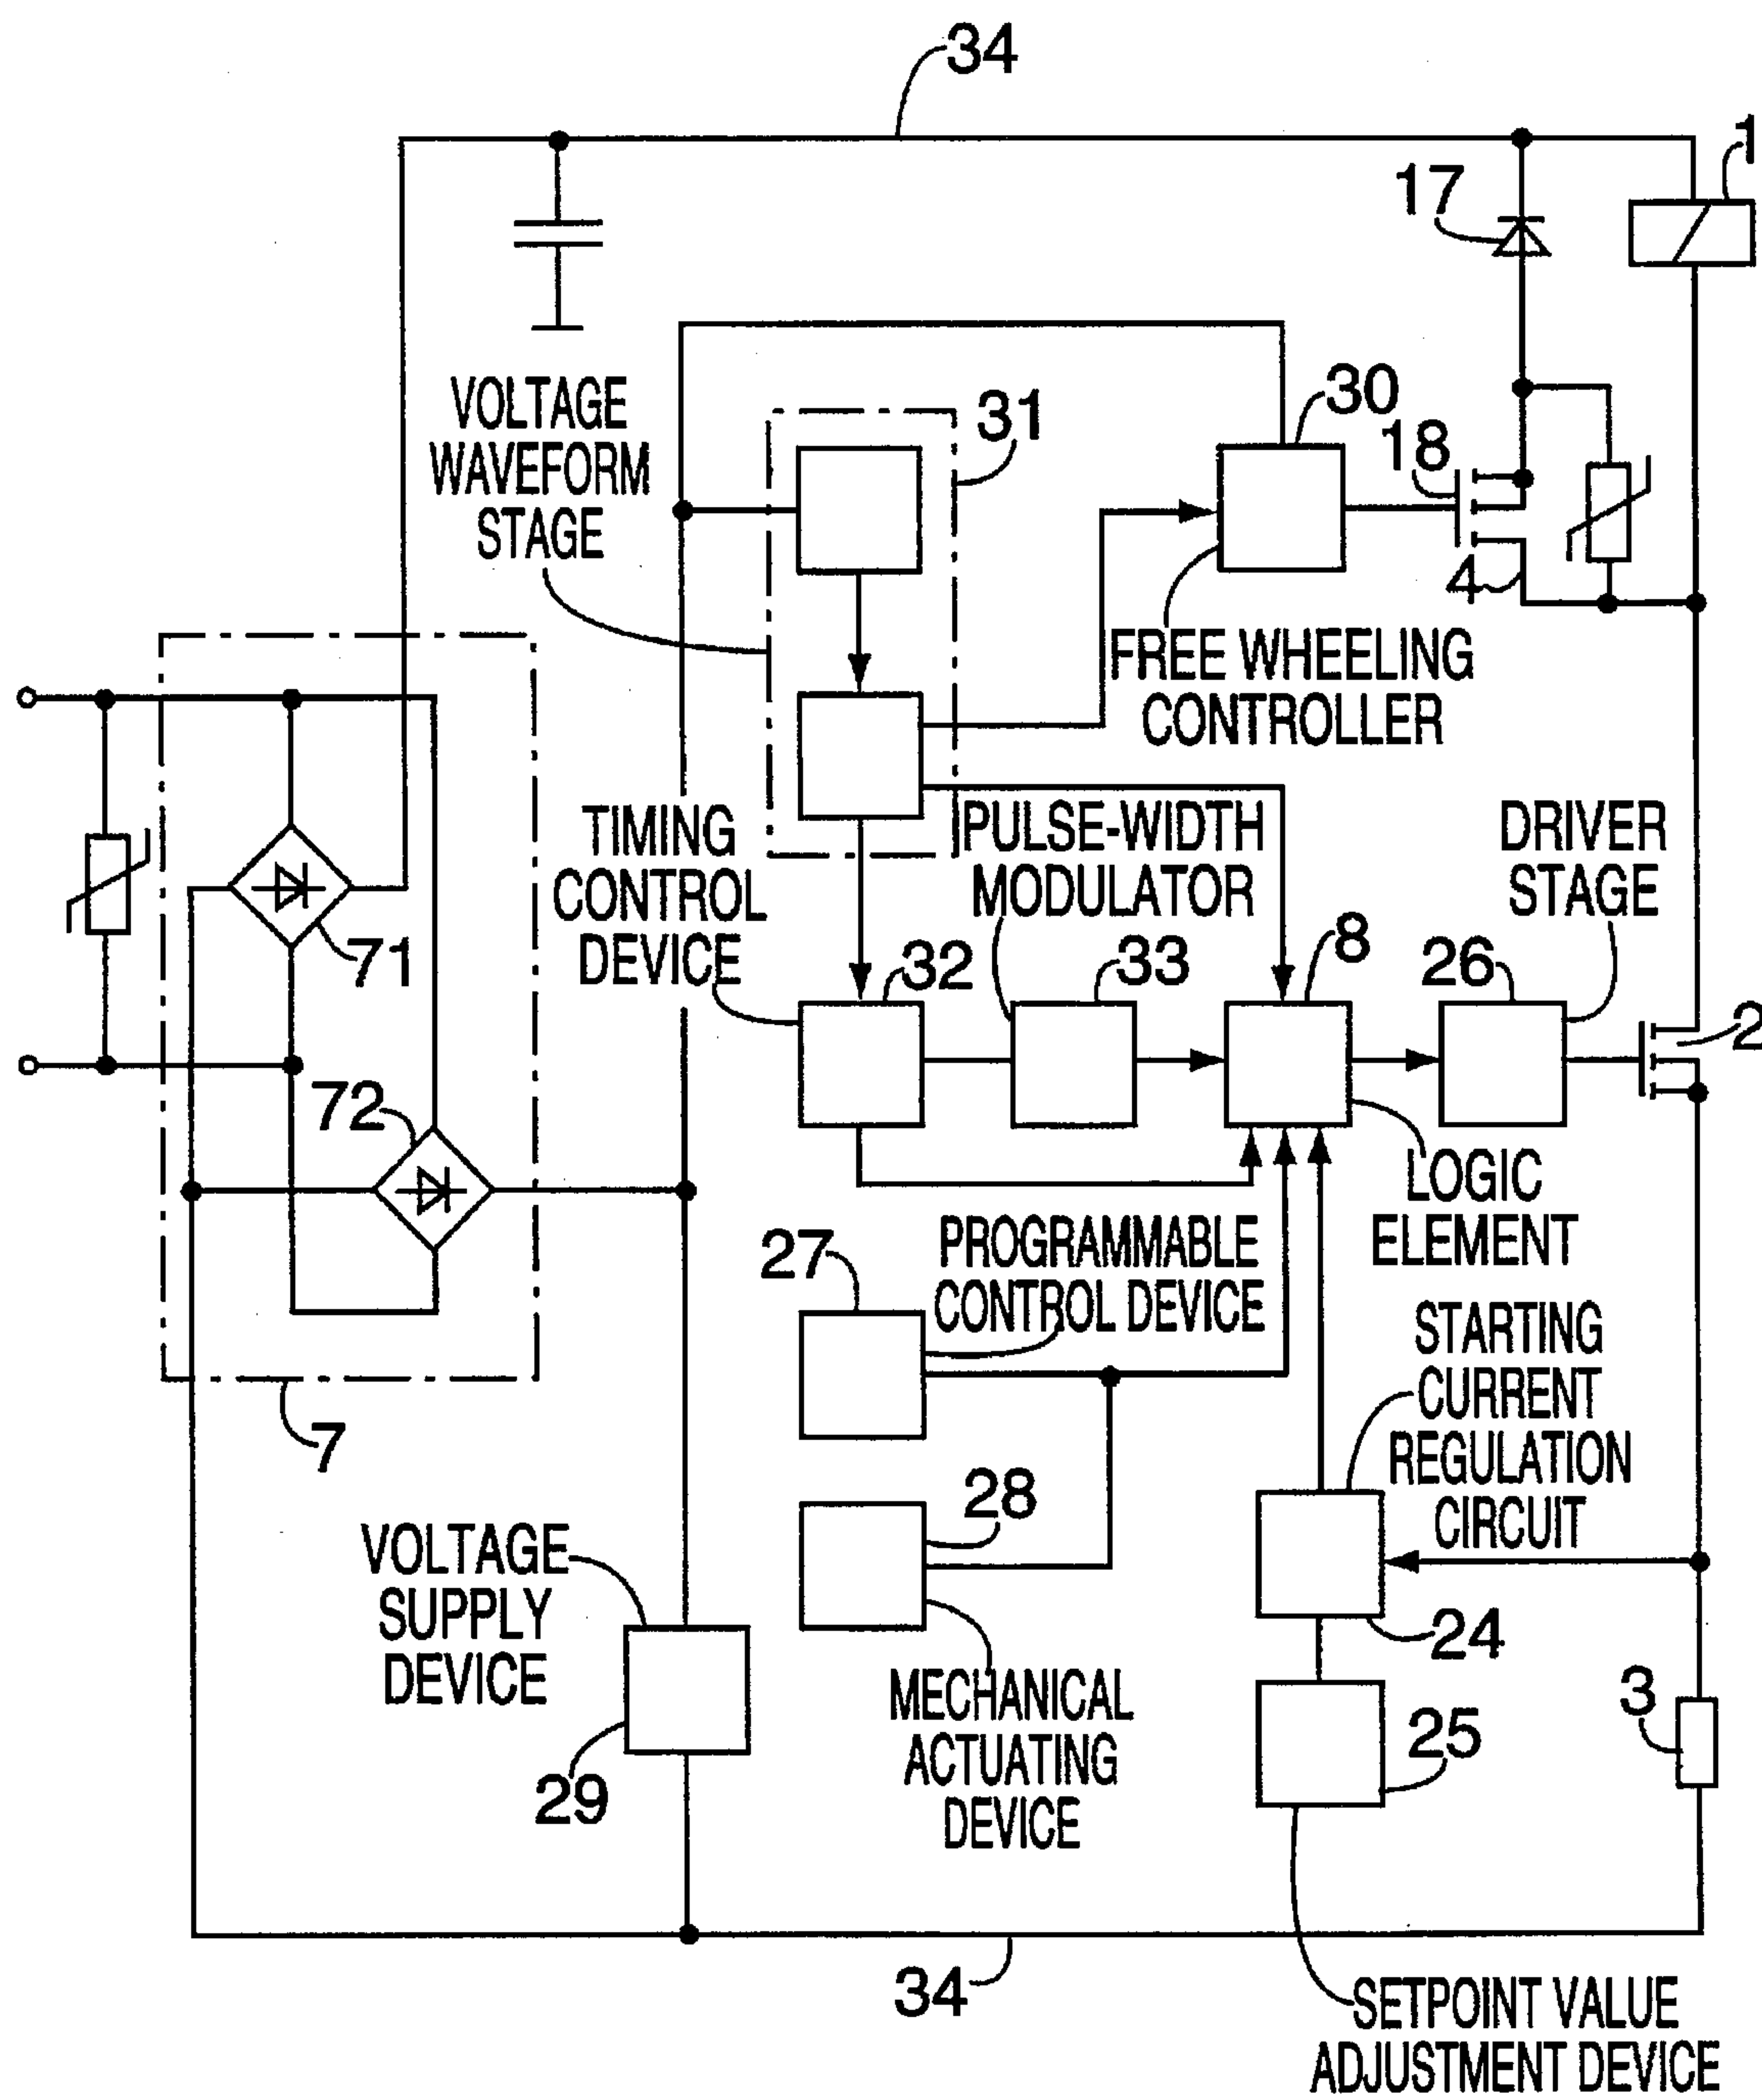 34
1
17
VOLTAGE
WAVEFORM
STAGE
31
30
18
4
FREE WHEELING
CONTROLLER
TIMING
CONTROL
DEVICE
PULSE-WIDTH
MODULATOR
DRIVER
STAGE
71
32
33
8
26
2
72
LOGIC
ELEMENT
27
PROGRAMMABLE
CONTROL DEVICE
STARTING
CURRENT
REGULATION
CIRCUIT
7
28
VOLTAGE
SUPPLY
DEVICE
24
29
MECHANICAL
ACTUATING
DEVICE
25
3
34
SETPOINT VALUE
ADJUSTMENT DEVICE